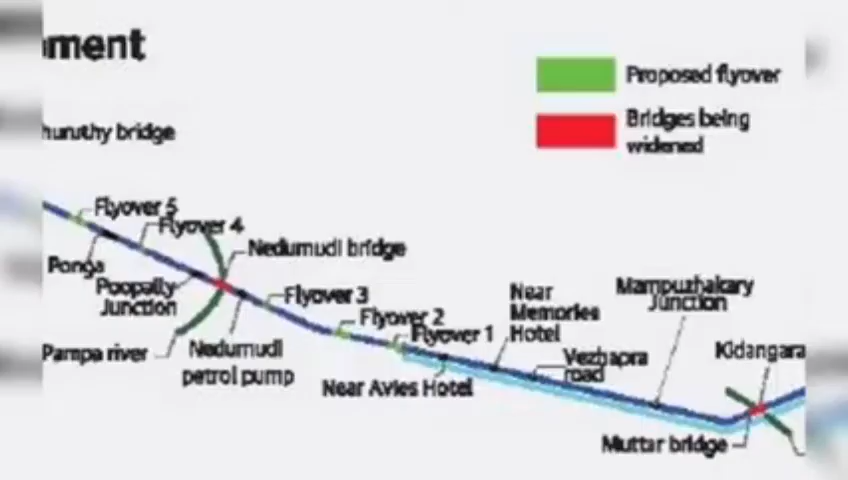 ment
Proposed flyover
Bridges being
widened
huruthy bridge
Flyover 5
Flyover 4
Nedumudi bridge
Ponga
Poopally
Junction
Flyover 3
Near
Memories
Hotel
Mampuzhakary
Junction
Flyover 2
Flyover 1
Pampa river
Nedumudi
petrol pump
Vezhapra
road
Kidangara
Near Avies Hotel
Muttar bridge